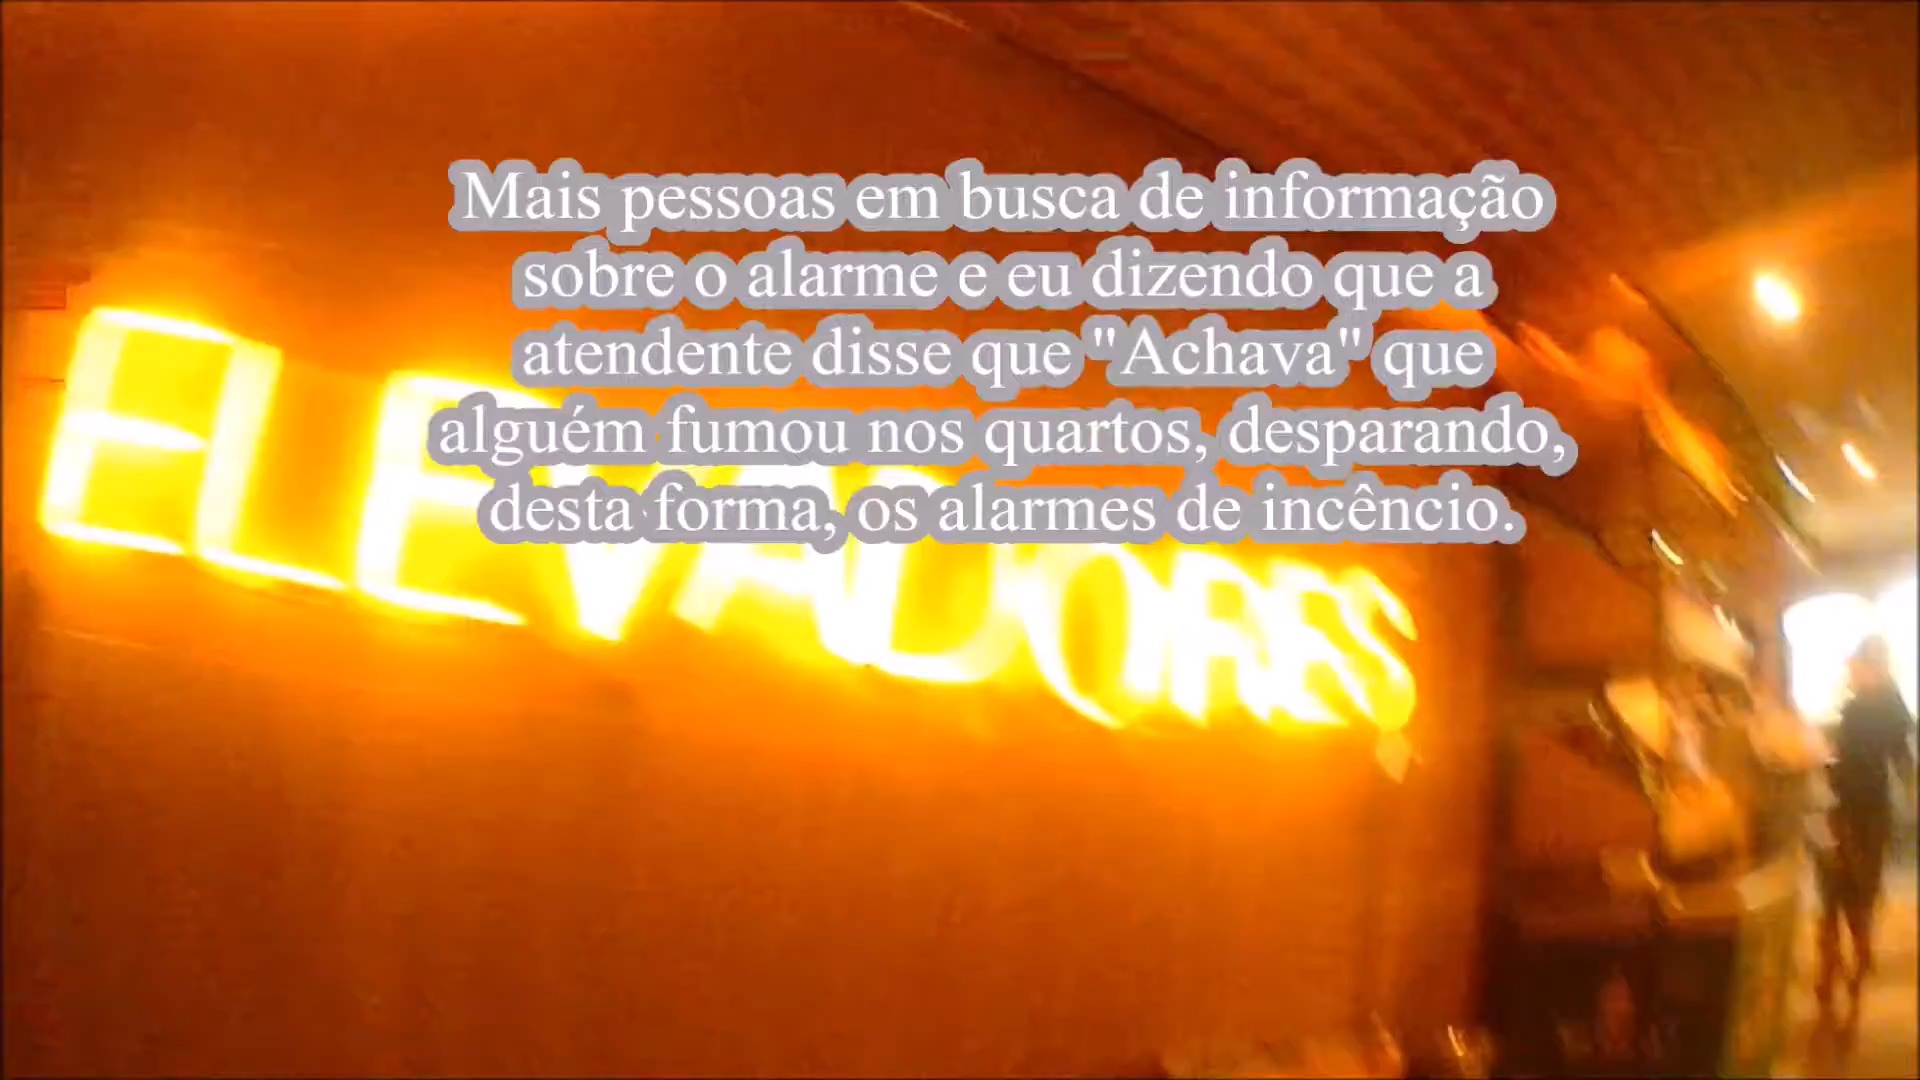 Mais pessoas em busca de informação
sobre o alarme e eu dizendo que a
atendente disse que "Achava" que
alguém fumou nos quartos, desparando,
desta forma, os alarmes de incêncio.
ELEVADORES